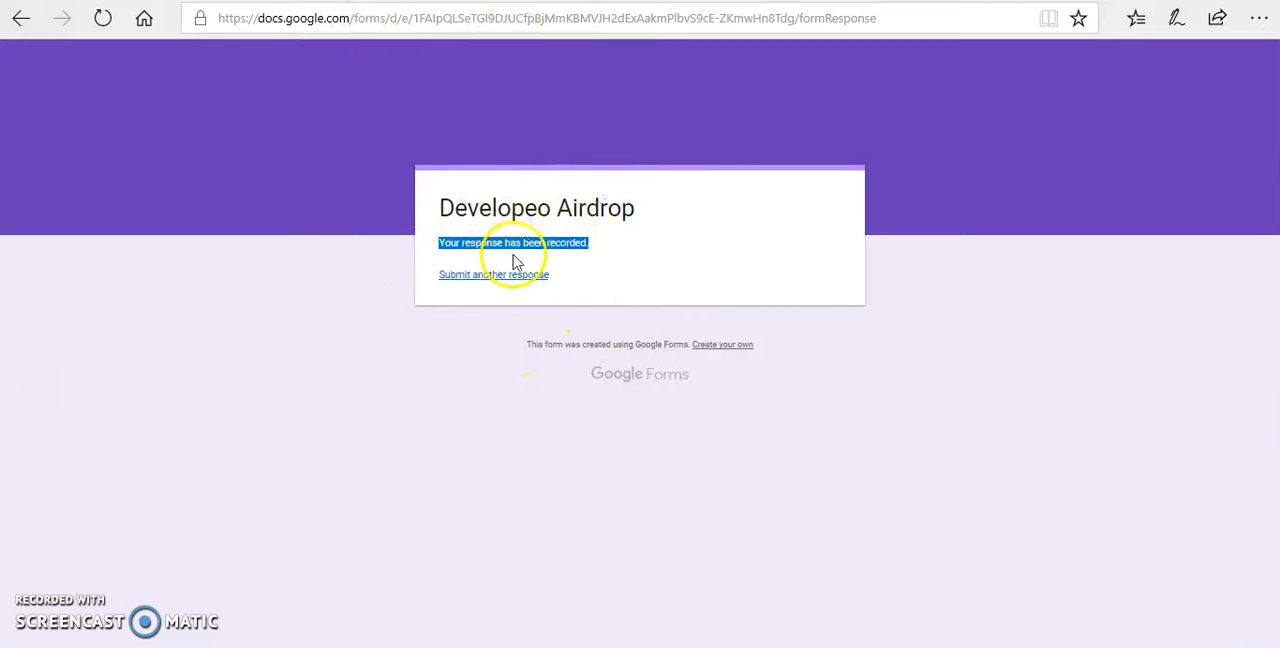 https://docs.google.com/forms/d/e/1FAIpQLSeTGI9DJUCfpBjMmKBMVJH2dExAakmPlbvS9cE-ZKmwHn8Tdg/formResponse
Developeo Airdrop
Your response has been recorded.
Submit another response
This form was created using Google Forms. Create your own
Google Forms
RECORDED WITH
SCREENCAST MATIC